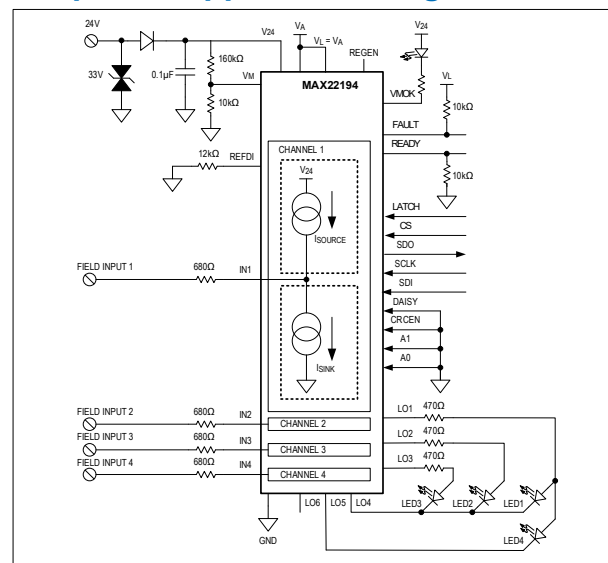 24V
V24
VA
VL = VA
REGEN
V24
33V
0.1µF
160kΩ
10kΩ
VM
MAX22194
VMOK
VL
10kΩ
FAULT
READY
10kΩ
12kΩ
REFDI
CHANNEL 1
V24
ISOURCE
LATCH
CS
SDO
SCLK
SDI
DAISY
CRCEN
A1
A0
FIELD INPUT 1
680Ω
IN1
ISINK
FIELD INPUT 2
680Ω
IN2
CHANNEL 2
FIELD INPUT 3
680Ω
IN3
CHANNEL 3
FIELD INPUT 4
680Ω
IN4
CHANNEL 4
LO1
470Ω
LO2
470Ω
LO3
470Ω
LED3
LED2
LED1
LED4
LO6
LO5
LO4
GND